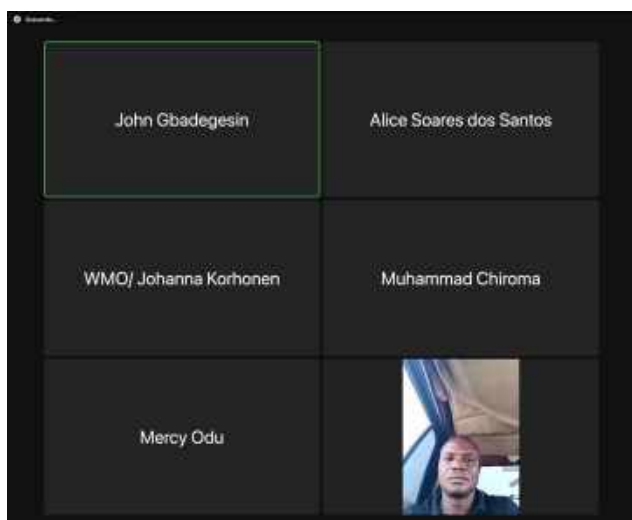 John Gbadegesin
Alice Soares dos Santos
WMO/ Johanna Korhonen
Muhammad Chiroma
Mercy Odu